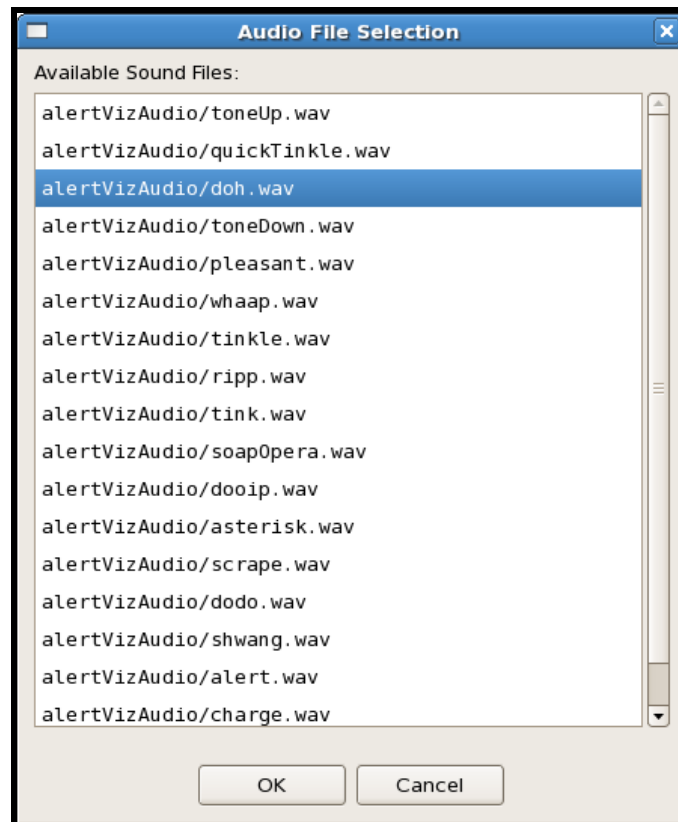 Audio File Selection
Available Sound Files:
alertVizAudio/toneUp.wav
alertVizAudio/quickTinkle.wav
alertVizAudio/doh.wav
alertVizAudio/toneDown.wav
alertVizAudio/pleasant.wav
alertVizAudio/whaap.wav
alertVizAudio/tinkle.wav
alertVizAudio/ripp.wav
alertVizAudio/tink.wav
alertVizAudio/soapOpera.wav
alertVizAudio/dooip.wav
alertVizAudio/asterisk.wav
alertVizAudio/scrape.wav
alertVizAudio/dodo.wav
alertVizAudio/shwang.wav
alertVizAudio/alert.wav
alertVizAudio/charge.wav
OK Cancel